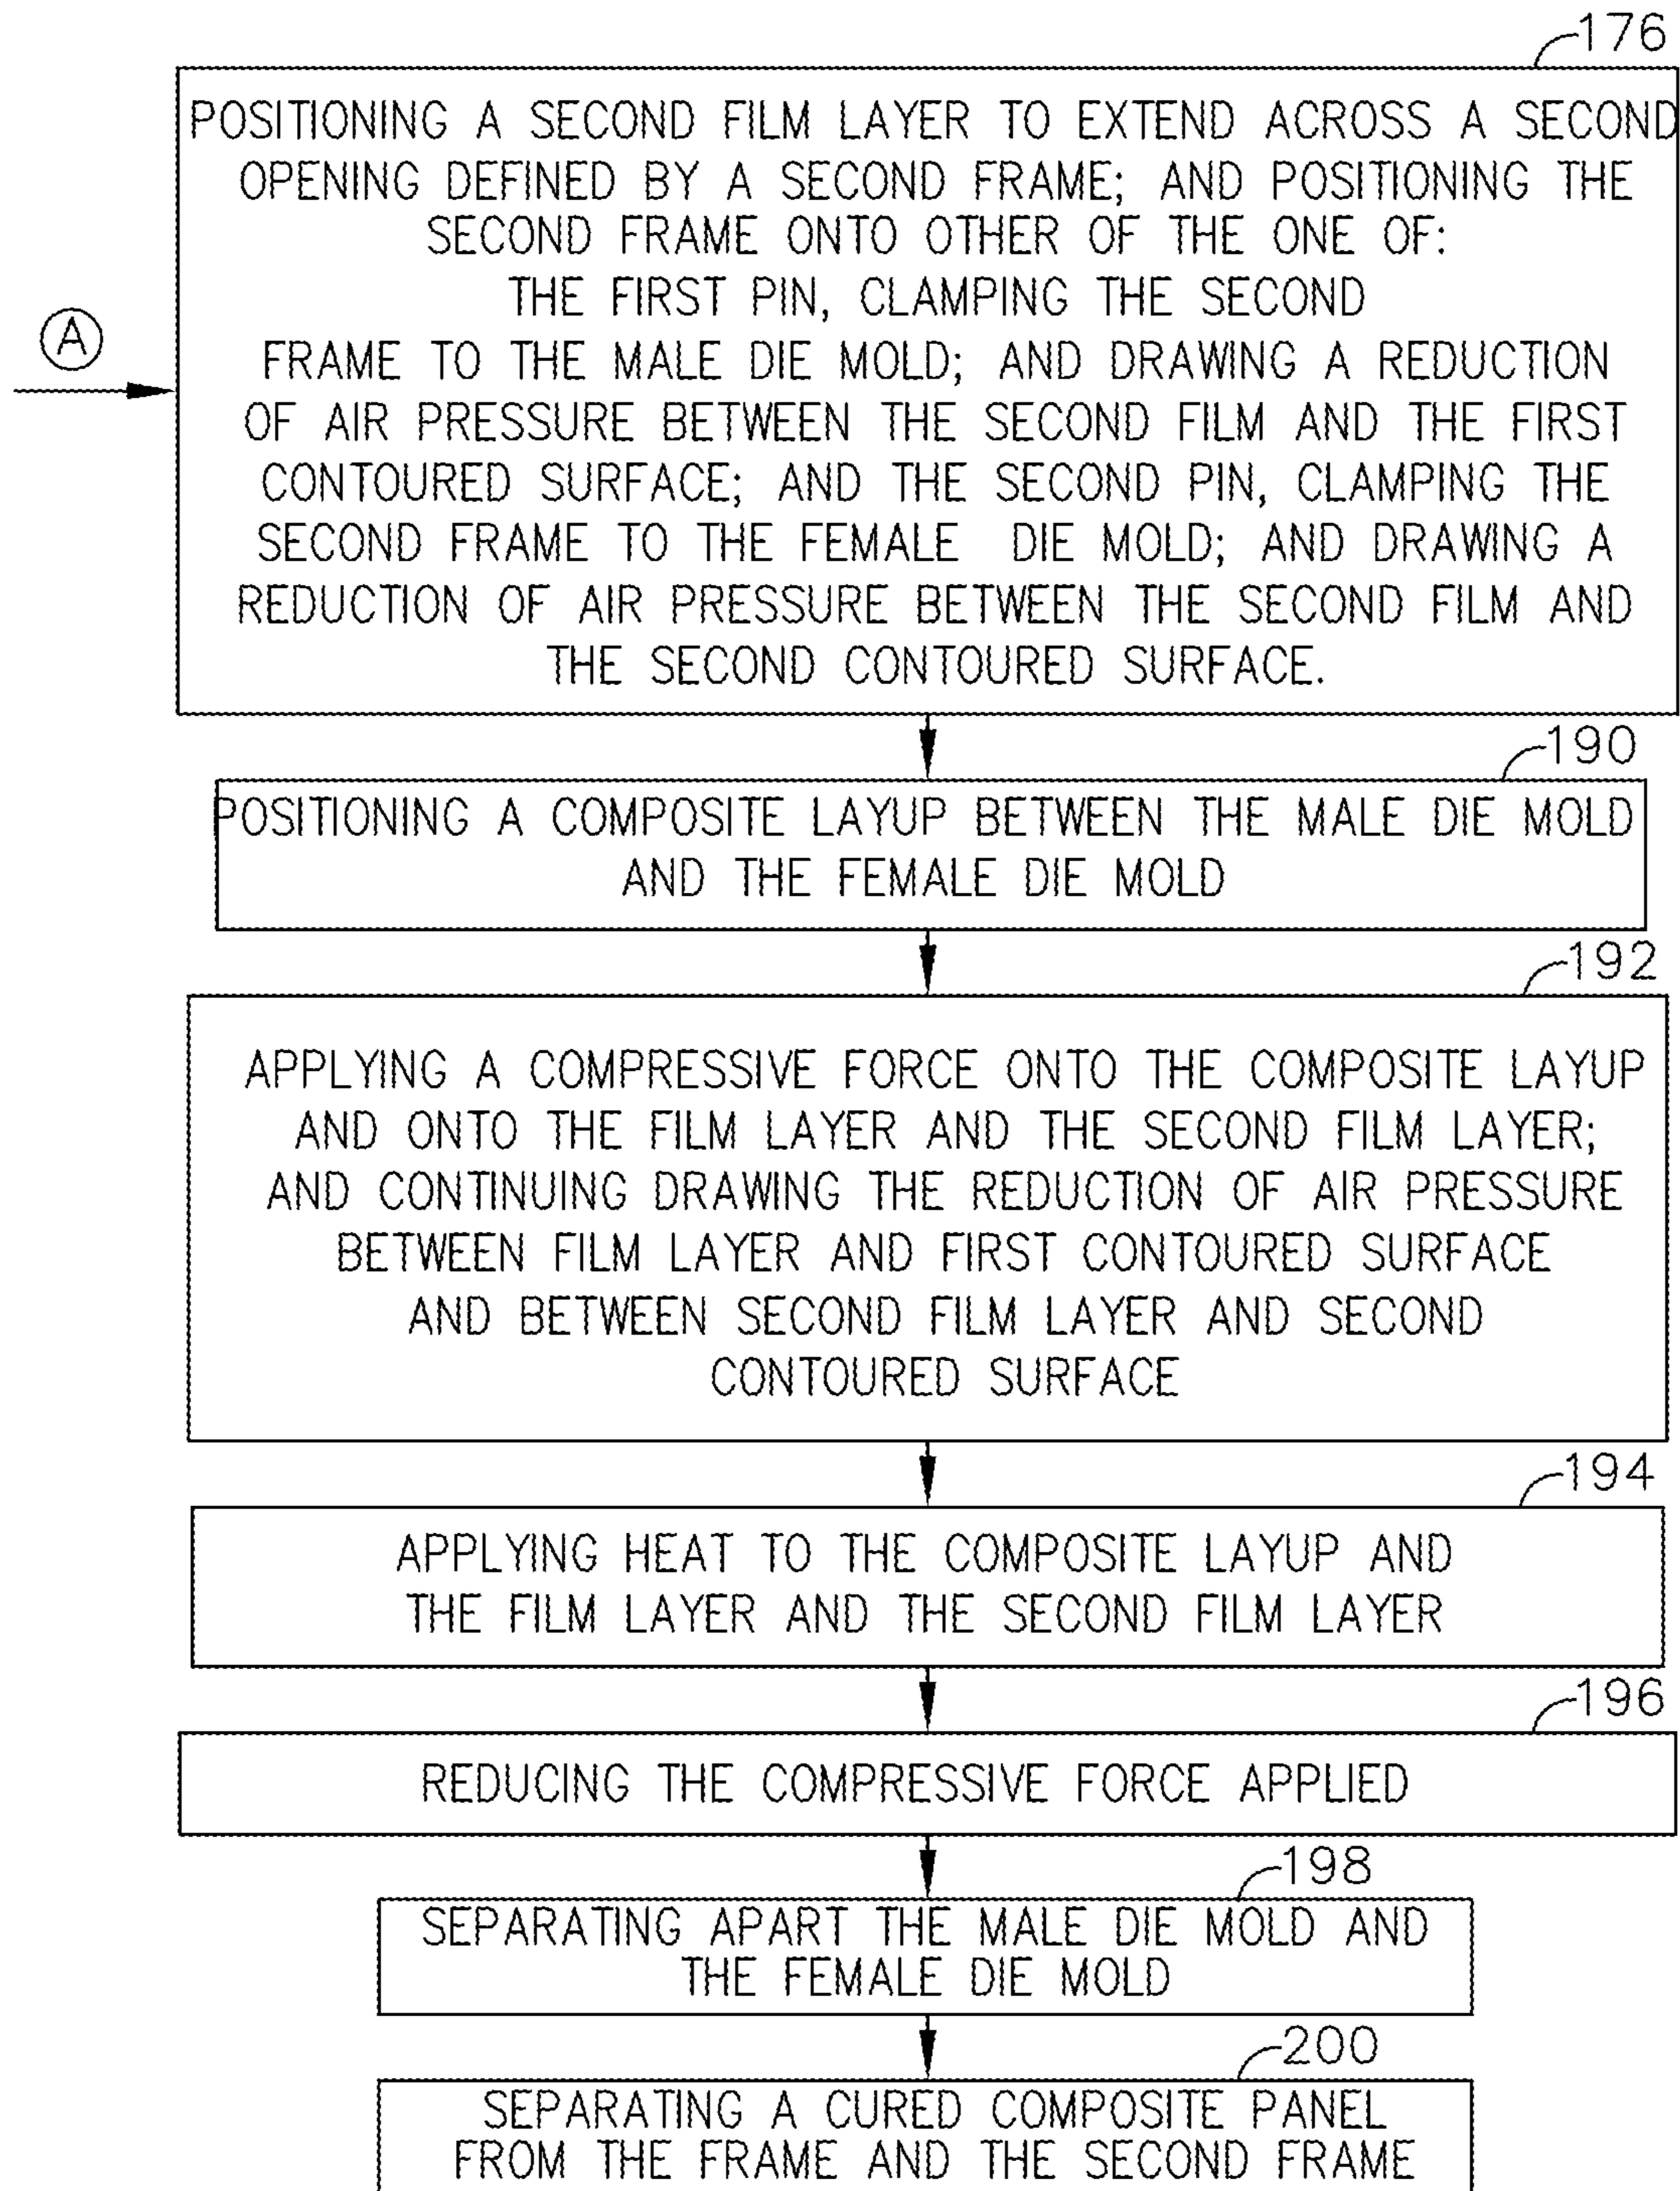 176
POSITIONING A SECOND FILM LAYER TO EXTEND ACROSS A SECOND
OPENING DEFINED BY A SECOND FRAME; AND POSITIONING THE
SECOND FRAME ONTO OTHER OF THE ONE OF:
THE FIRST PIN, CLAMPING THE SECOND
A
FRAME TO THE MALE DIE MOLD; AND DRAWING A REDUCTION
OF AIR PRESSURE BETWEEN THE SECOND FILM AND THE FIRST
CONTOURED SURFACE; AND THE SECOND PIN, CLAMPING THE
SECOND FRAME TO THE FEMALE DIE MOLD; AND DRAWING A
REDUCTION OF AIR PRESSURE BETWEEN THE SECOND FILM AND
THE SECOND CONTOURED SURFACE.
190
POSITIONING A COMPOSITE LAYUP BETWEEN THE MALE DIE MOLD
AND THE FEMALE DIE MOLD
192
APPLYING A COMPRESSIVE FORCE ONTO THE COMPOSITE LAYUP
AND ONTO THE FILM LAYER AND THE SECOND FILM LAYER;
AND CONTINUING DRAWING THE REDUCTION OF AIR PRESSURE
BETWEEN FILM LAYER AND FIRST CONTOURED SURFACE
AND BETWEEN SECOND FILM LAYER AND SECOND
CONTOURED SURFACE
194
APPLYING HEAT TO THE COMPOSITE LAYUP AND
THE FILM LAYER AND THE SECOND FILM LAYER
196
REDUCING THE COMPRESSIVE FORCE APPLIED
198
SEPARATING APART THE MALE DIE MOLD AND
THE FEMALE DIE MOLD
200
SEPARATING A CURED COMPOSITE PANEL
FROM THE FRAME AND THE SECOND FRAME